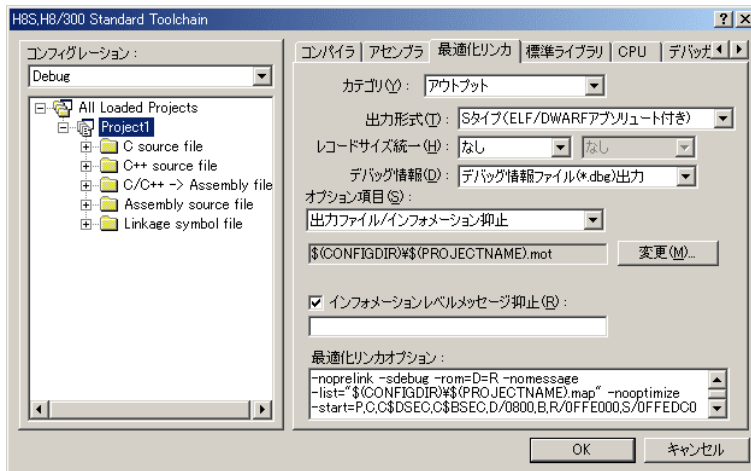 H8S,H8/300 Standard Toolchain
コンフィグレーション :
Debug
All Loaded Projects
Project1
C source file
C++ source file
C/C++ -> Assembly file
Assembly source file
Linkage symbol file
コンパイラ アセンブラ 最適化リンカ 標準ライブラリ CPU デバッガ
カテゴリ(Y) : アウトプット
出力形式(T) : Sタイプ(ELF/DWARFアブソリュート付き)
レコードサイズ統一(H) : なし なし
デバッグ情報(D) : デバッグ情報ファイル(*.dbg)出力
オプション項目(S) :
出力ファイル/インフォメーション抑止
$(CONFIGDIR)¥$(PROJECTNAME).mot 変更(M)...
インフォメーションレベルメッセージ抑止(R) :
最適化リンカオプション :
-noprelink -sdebug -rom=D=R -nomessage
-list="$(CONFIGDIR)¥$(PROJECTNAME).map" -nooptimize
-start=P,C,C$DSEC,C$BSEC,D/0800,B,R/0FFE000,S/0FFEDC0
OK キャンセル